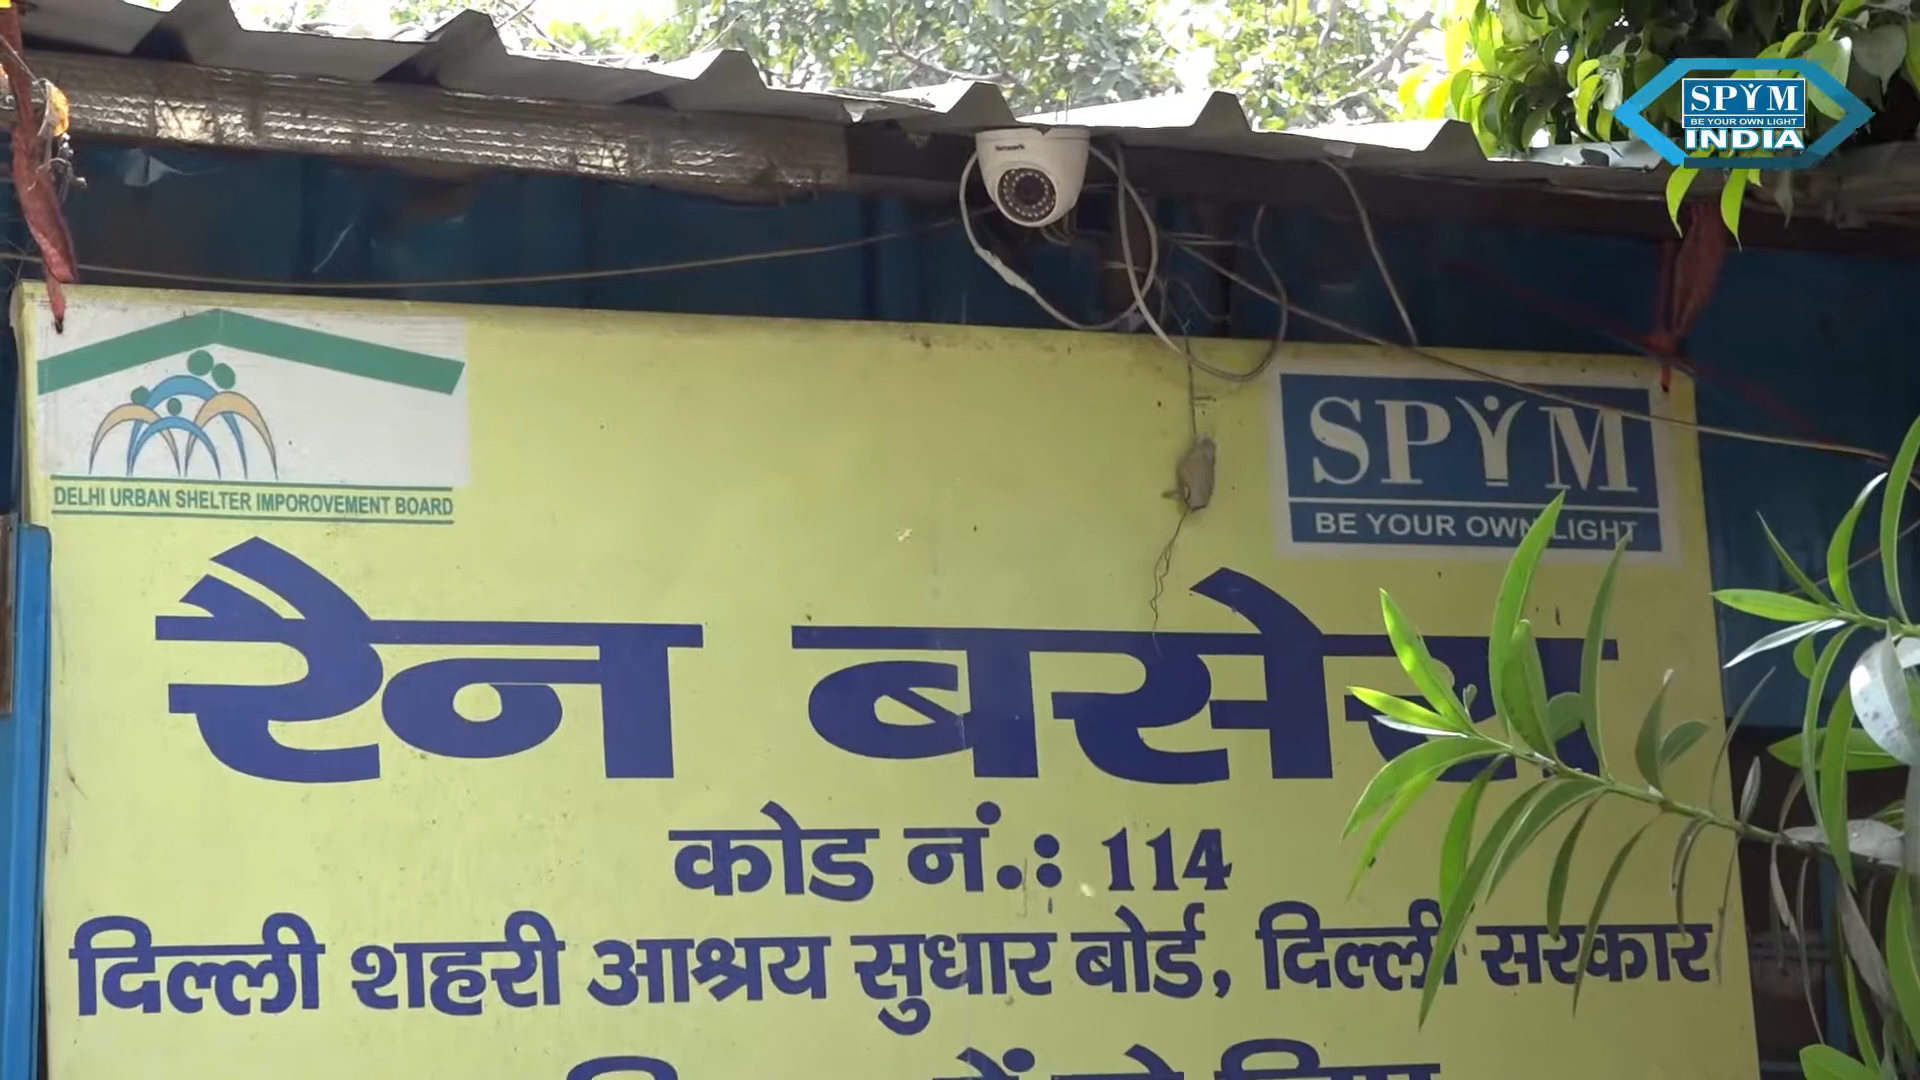 SPYM
BE YOUR OWN LIGHT
INDIA
DELHI URBAN SHELTER IMPOROVEMENT BOARD
SPYM
BE YOUR OWN LIGHT
रैन बसेरा
कोड नं.: 114
दिल्ली शहरी आश्रय सुधार बोर्ड, दिल्ली सरकार